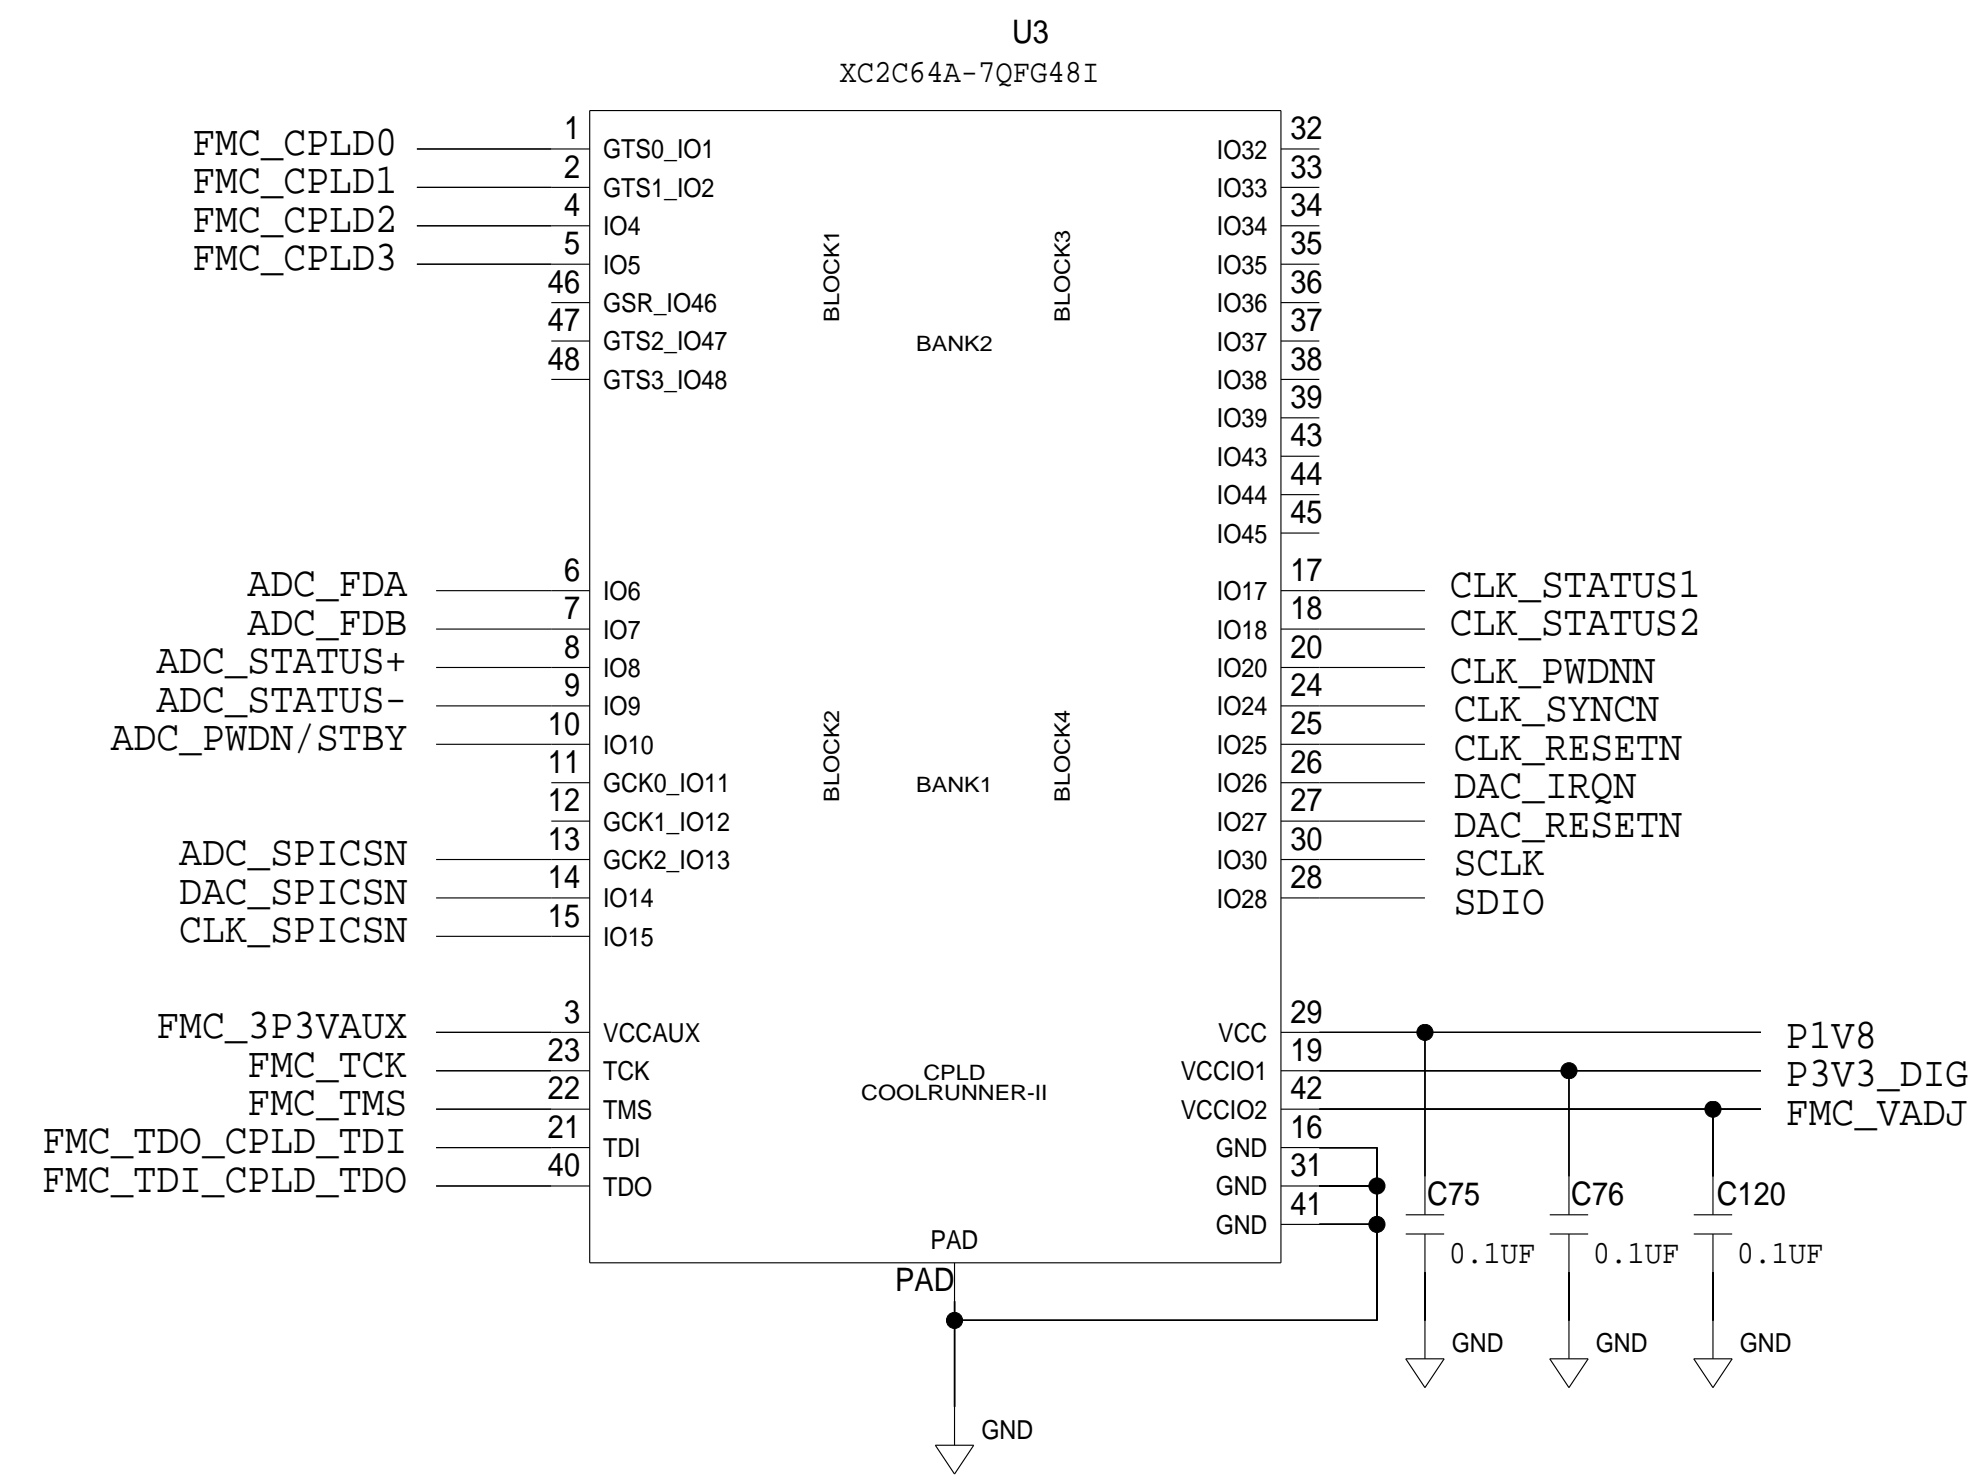 U3
XC2C64A-7QFG48I
FMC_CPLD0 1 GTS0_IO1
FMC_CPLD1 2 GTS1_IO2
FMC_CPLD2 4 IO4
FMC_CPLD3 5 IO5
46 GSR_IO46
47 GTS2_IO47
48 GTS3_IO48
BLOCK1
BLOCK3
BANK2
IO32 32
IO33 33
IO34 34
IO35 35
IO36 36
IO37 37
IO38 38
IO39 39
IO43 43
IO44 44
IO45 45
ADC_FDA 6 IO6
ADC_FDB 7 IO7
ADC_STATUS+ 8 IO8
ADC_STATUS- 9 IO9
ADC_PWDN/STBY 10 IO10
11 GCK0_IO11
12 GCK1_IO12
ADC_SPICSN 13 GCK2_IO13
DAC_SPICSN 14 IO14
CLK_SPICSN 15 IO15
BLOCK2
BLOCK4
BANK1
IO17 17 CLK_STATUS1
IO18 18 CLK_STATUS2
IO20 20 CLK_PWDNN
IO24 24 CLK_SYNCN
IO25 25 CLK_RESETN
IO26 26 DAC_IRQN
IO27 27 DAC_RESETN
IO30 30 SCLK
IO28 28 SDIO
FMC_3P3VAUX 3 VCCAUX
FMC_TCK 23 TCK
FMC_TMS 22 TMS
FMC_TDO_CPLD_TDI 21 TDI
FMC_TDI_CPLD_TDO 40 TDO
CPLD
COOLRUNNER-II
VCC 29 P1V8
VCCIO1 19 P3V3_DIG
VCCIO2 42 FMC_VADJ
GND 16
GND 31
GND 41
C75 C76 C120
0.1UF 0.1UF 0.1UF
PAD
PAD
GND GND GND
GND